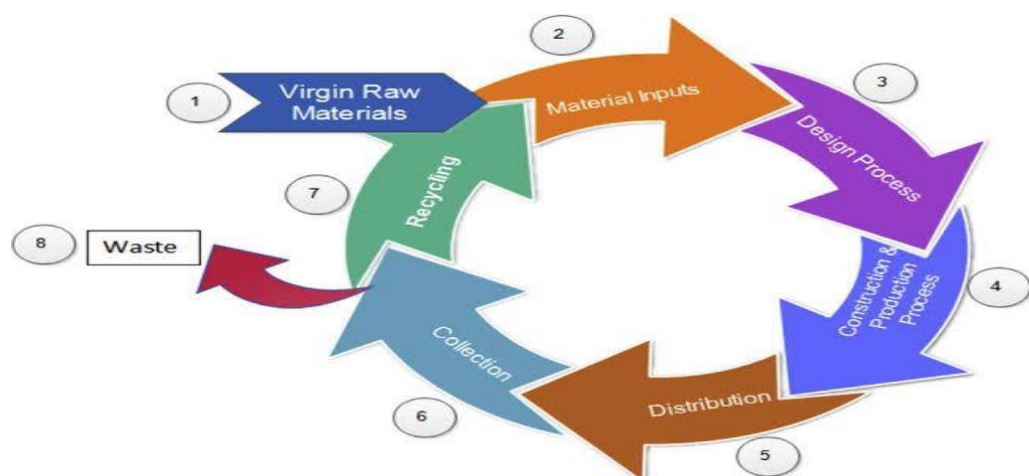 1
Virgin Raw
Materials
2
Material Inputs
3
Design Process
4
Construction &
Production
Process
5
Distribution
6
Collection
7
Recycling
8
Waste